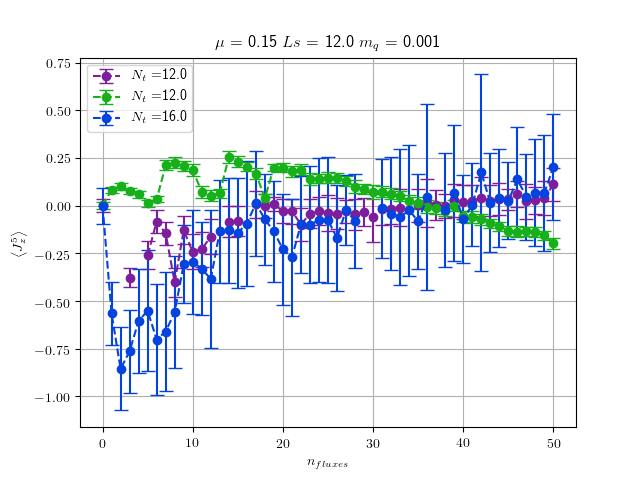 μ = 0.15 Ls = 12.0 m_q = 0.001
0.75
0.50
0.25
0.00
−0.25
−0.50
−0.75
−1.00
⟨J_z^5⟩
N_t =12.0
N_t =12.0
N_t =16.0
0 10 20 30 40 50
n_fluxes